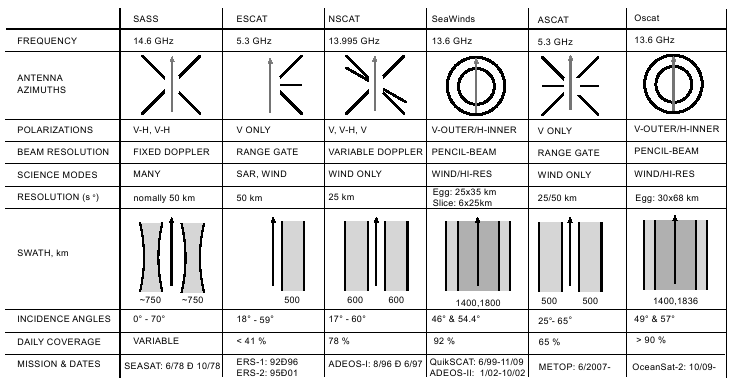 SASS ESCAT NSCAT SeaWinds ASCAT Oscat
FREQUENCY 14.6 GHz 5.3 GHz 13.995 GHz 13.6 GHz 5.3 GHz 13.6 GHz
ANTENNA
AZIMUTHS
POLARIZATIONS V-H, V-H V ONLY V, V-H, V V-OUTER/H-INNER V ONLY V-OUTER/H-INNER
BEAM RESOLUTION FIXED DOPPLER RANGE GATE VARIABLE DOPPLER PENCIL-BEAM RANGE GATE PENCIL-BEAM
SCIENCE MODES MANY SAR, WIND WIND ONLY WIND/HI-RES WIND ONLY WIND/HI-RES
RESOLUTION (s °) nomally 50 km 50 km 25 km Egg: 25x35 km 25/50 km Egg: 30x68 km
Slice: 6x25km
SWATH, km
~750 ~750 500 600 600 1400,1800 500 500 1400,1836
INCIDENCE ANGLES 0° - 70° 18° - 59° 17° - 60° 46° & 54.4° 25°- 65° 49° & 57°
DAILY COVERAGE VARIABLE < 41 % 78 % 92 % 65 % > 90 %
MISSION & DATES SEASAT: 6/78 Ð 10/78 ERS-1: 92Ð96 ADEOS-I: 8/96 Ð 6/97 QuikSCAT: 6/99-11/09 METOP: 6/2007- OceanSat-2: 10/09-
ERS-2: 95Ð01 ADEOS-II: 1/02-10/02